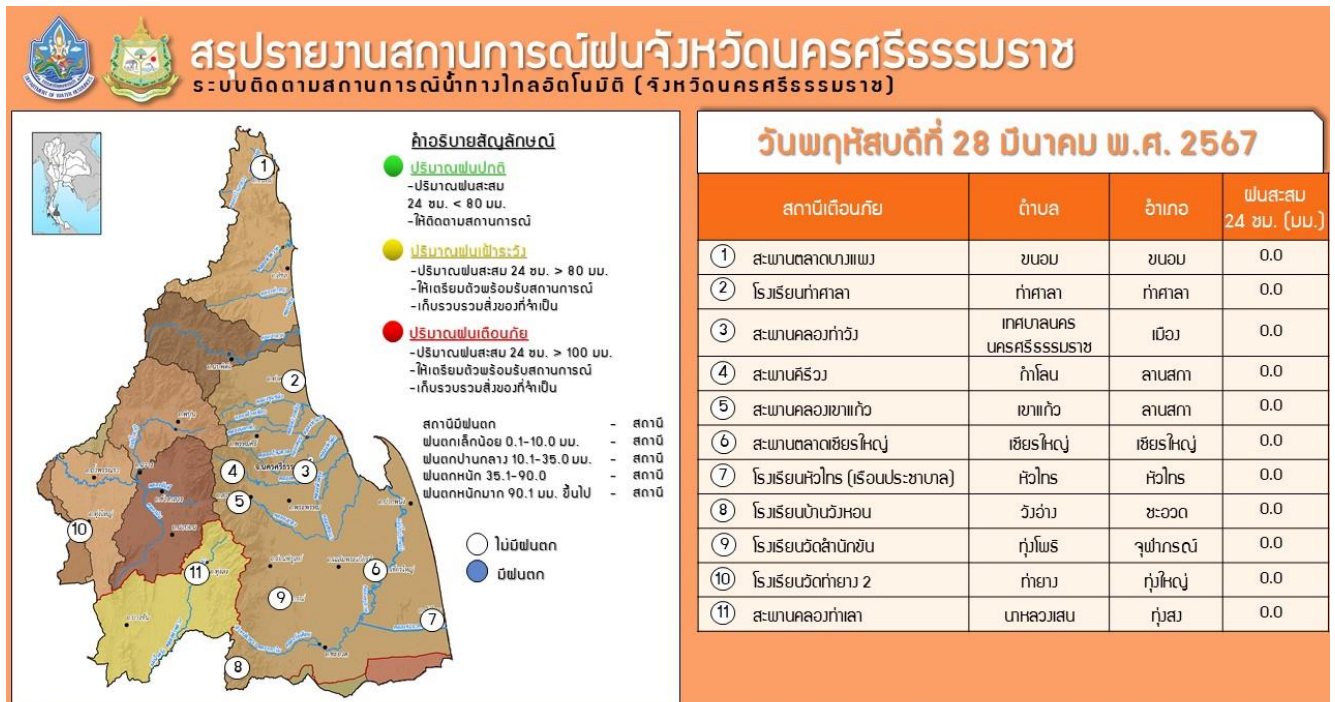 สรุปรายงานสถานการณ์ฝนจังหวัดนครศรีธรรมราช
ระบบติดตามสถานการณ์น้ำทางไกลอัตโนมัติ (จังหวัดนครศรีธรรมราช)
คำอธิบายสัญลักษณ์
ปริมาณฝนปกติ
-ปริมาณฝนสะสม
24 ชม. < 80 มม.
-ให้ติดตามสถานการณ์
ปริมาณฝนเฝ้าระวัง
-ปริมาณฝนสะสม 24 ชม. > 80 มม.
-ให้เตรียมตัวพร้อมรับสถานการณ์
-เก็บรวบรวมสิ่งของที่จำเป็น
ปริมาณฝนเตือนภัย
-ปริมาณฝนสะสม 24 ชม. > 100 มม.
-ให้เตรียมตัวพร้อมรับสถานการณ์
-เก็บรวบรวมสิ่งของที่จำเป็น
สถานีมีฝนตก - สถานี
ฝนตกเล็กน้อย 0.1-10.0 มม. - สถานี
ฝนตกปานกลาง 10.1-35.0 มม. - สถานี
ฝนตกหนัก 35.1-90.0 - สถานี
ฝนตกหนักมาก 90.1 มม. ขึ้นไป - สถานี
ไม่มีฝนตก
มีฝนตก
1
2
3
4
5
6
7
8
9
10
11
วันพฤหัสบดีที่ 28 มีนาคม พ.ศ. 2567
สถานีเตือนภัย ตำบล อำเภอ ฝนสะสม
24 ชม. (มม.)
1 สะพานตลาดบางแพง ขนอม ขนอม 0.0
2 โรงเรียนท่าศาลา ท่าศาลา ท่าศาลา 0.0
3 สะพานคลองท่าวัง เทศบาลนคร
นครศรีธรรมราช เมือง 0.0
4 สะพานคีรีวง กำโลน ลานสกา 0.0
5 สะพานคลองเขาแก้ว เขาแก้ว ลานสกา 0.0
6 สะพานตลาดเชียรใหญ่ เชียรใหญ่ เชียรใหญ่ 0.0
7 โรงเรียนหัวไทร (เรือนประชาบาล) หัวไทร หัวไทร 0.0
8 โรงเรียนบ้านวังหอน วังอ่าง ชะอวด 0.0
9 โรงเรียนวัดสำนักขัน ทุ่งโพธิ จุฬาภรณ์ 0.0
10 โรงเรียนวัดท่ายาง 2 ท่ายาง ทุ่งใหญ่ 0.0
11 สะพานคลองท่าเลา นาหลวงเสน ทุ่งสง 0.0